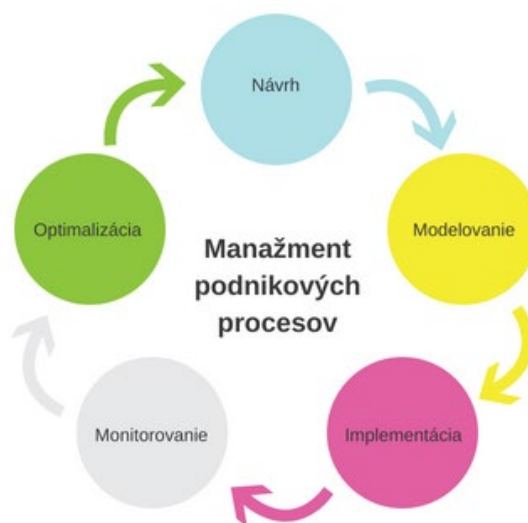 Návrh
Modelovanie
Implementácia
Monitorovanie
Optimalizácia
Manažment
podnikových
procesov